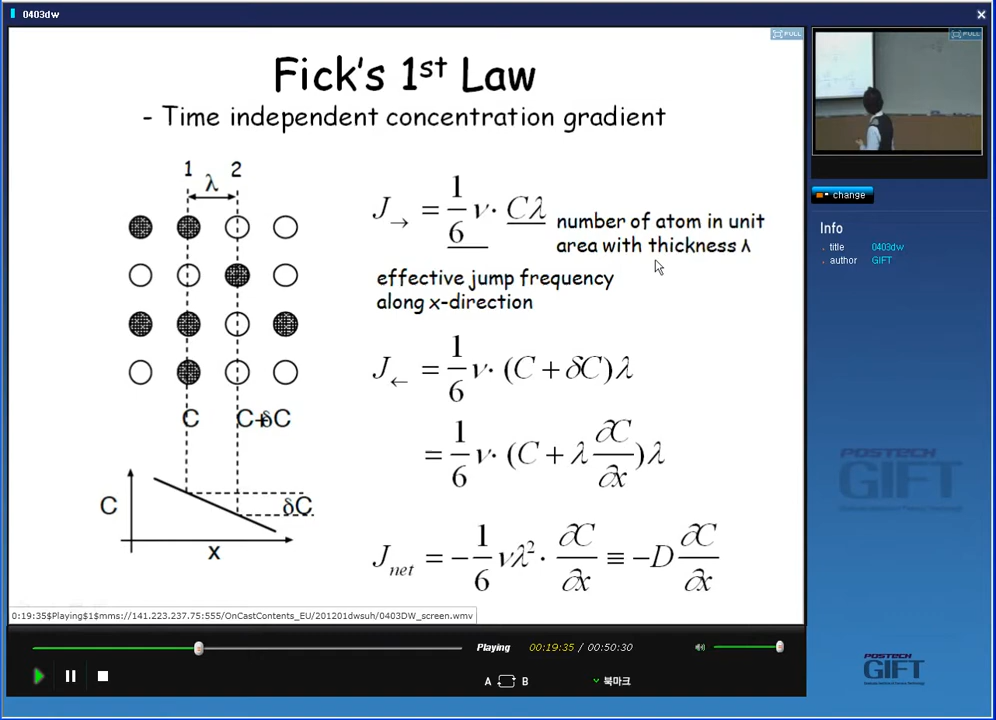 0403dw
FULL
FULL
Fick's 1st Law
- Time independent concentration gradient
1 2
λ
J→ = 1/6 ν · Cλ
number of atom in unit
area with thickness λ
effective jump frequency
along x-direction
J← = 1/6 ν · (C + δC)λ
= 1/6 ν · (C + λ ∂C/∂x)λ
C C+δC
C
δC
x
J_net = − 1/6 νλ² · ∂C/∂x ≡ −D ∂C/∂x
0:19:35$Playing$1$mms://141.223.237.75:555/OnCastContents_EU/201201dwsuh/0403DW_screen.wmv
change
Info
title 0403dw
author GIFT
POSTECH
GIFT
Playing 00:19:35 / 00:50:30
A B 북마크
POSTECH
GIFT